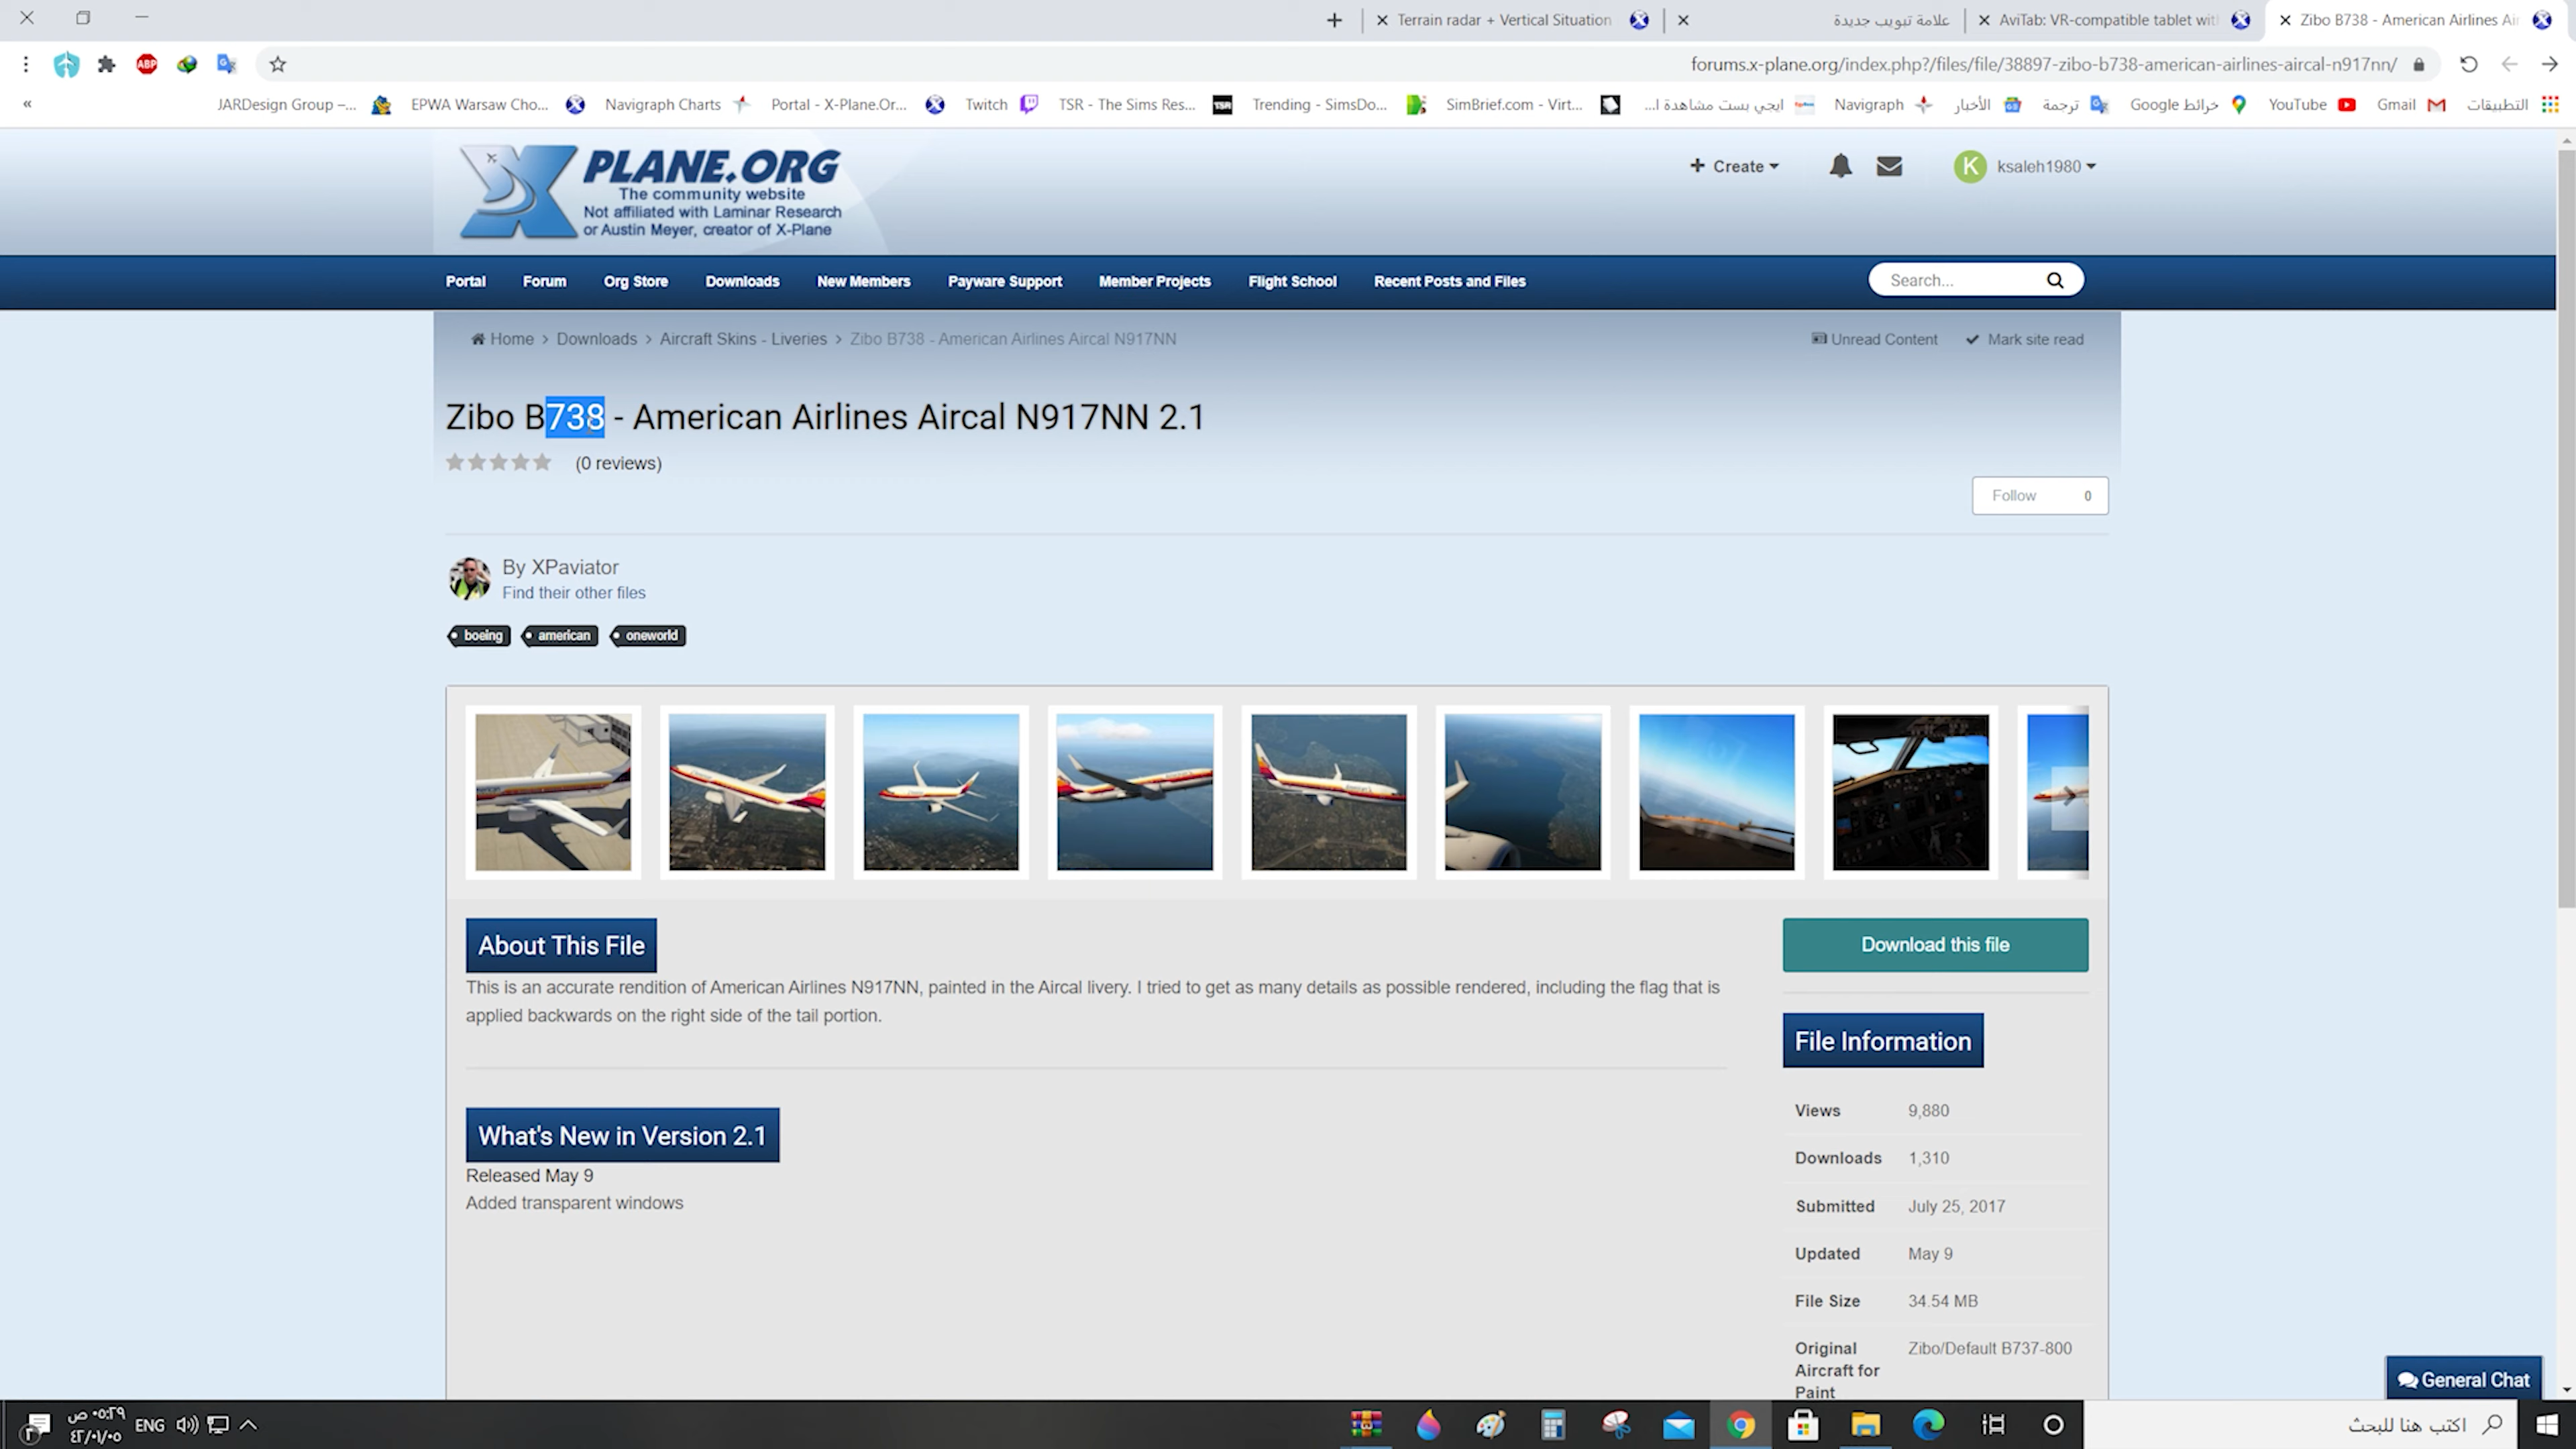 Terrain radar + Vertical Situation
علامة تبويب جديدة
AviTab: VR-compatible tablet wit
Zibo B738 - American Airlines Air
ABP
forums.x-plane.org/index.php?/files/file/38897-zibo-b738-american-airlines-aircal-n917nn/
« JARDesign Group –... EPWA Warsaw Cho... Navigraph Charts Portal - X-Plane.Or... Twitch TSR - The Sims Res... TSR Trending - SimsDo... SimBrief.com - Virt... ايجي بست مشاهدة ا... Navigraph الأخبار ترجمة خرائط Google YouTube Gmail التطبيقات
PLANE.ORG
The community website
Not affiliated with Laminar Research
or Austin Meyer, creator of X-Plane
+ Create
K ksaleh1980
Portal Forum Org Store Downloads New Members Payware Support Member Projects Flight School Recent Posts and Files
Search...
Home > Downloads > Aircraft Skins - Liveries > Zibo B738 - American Airlines Aircal N917NN
Unread Content Mark site read
Zibo B738 - American Airlines Aircal N917NN 2.1
(0 reviews)
Follow 0
By XPaviator
Find their other files
boeing american oneworld
About This File
This is an accurate rendition of American Airlines N917NN, painted in the Aircal livery. I tried to get as many details as possible rendered, including the flag that is
applied backwards on the right side of the tail portion.
What's New in Version 2.1
Released May 9
Added transparent windows
Download this file
File Information
Views 9,880
Downloads 1,310
Submitted July 25, 2017
Updated May 9
File Size 34.54 MB
Original Aircraft for Paint Zibo/Default B737-800
General Chat
٠٥:٢٩ ص
٤٢/٠١/٠٥
ENG
اكتب هنا للبحث